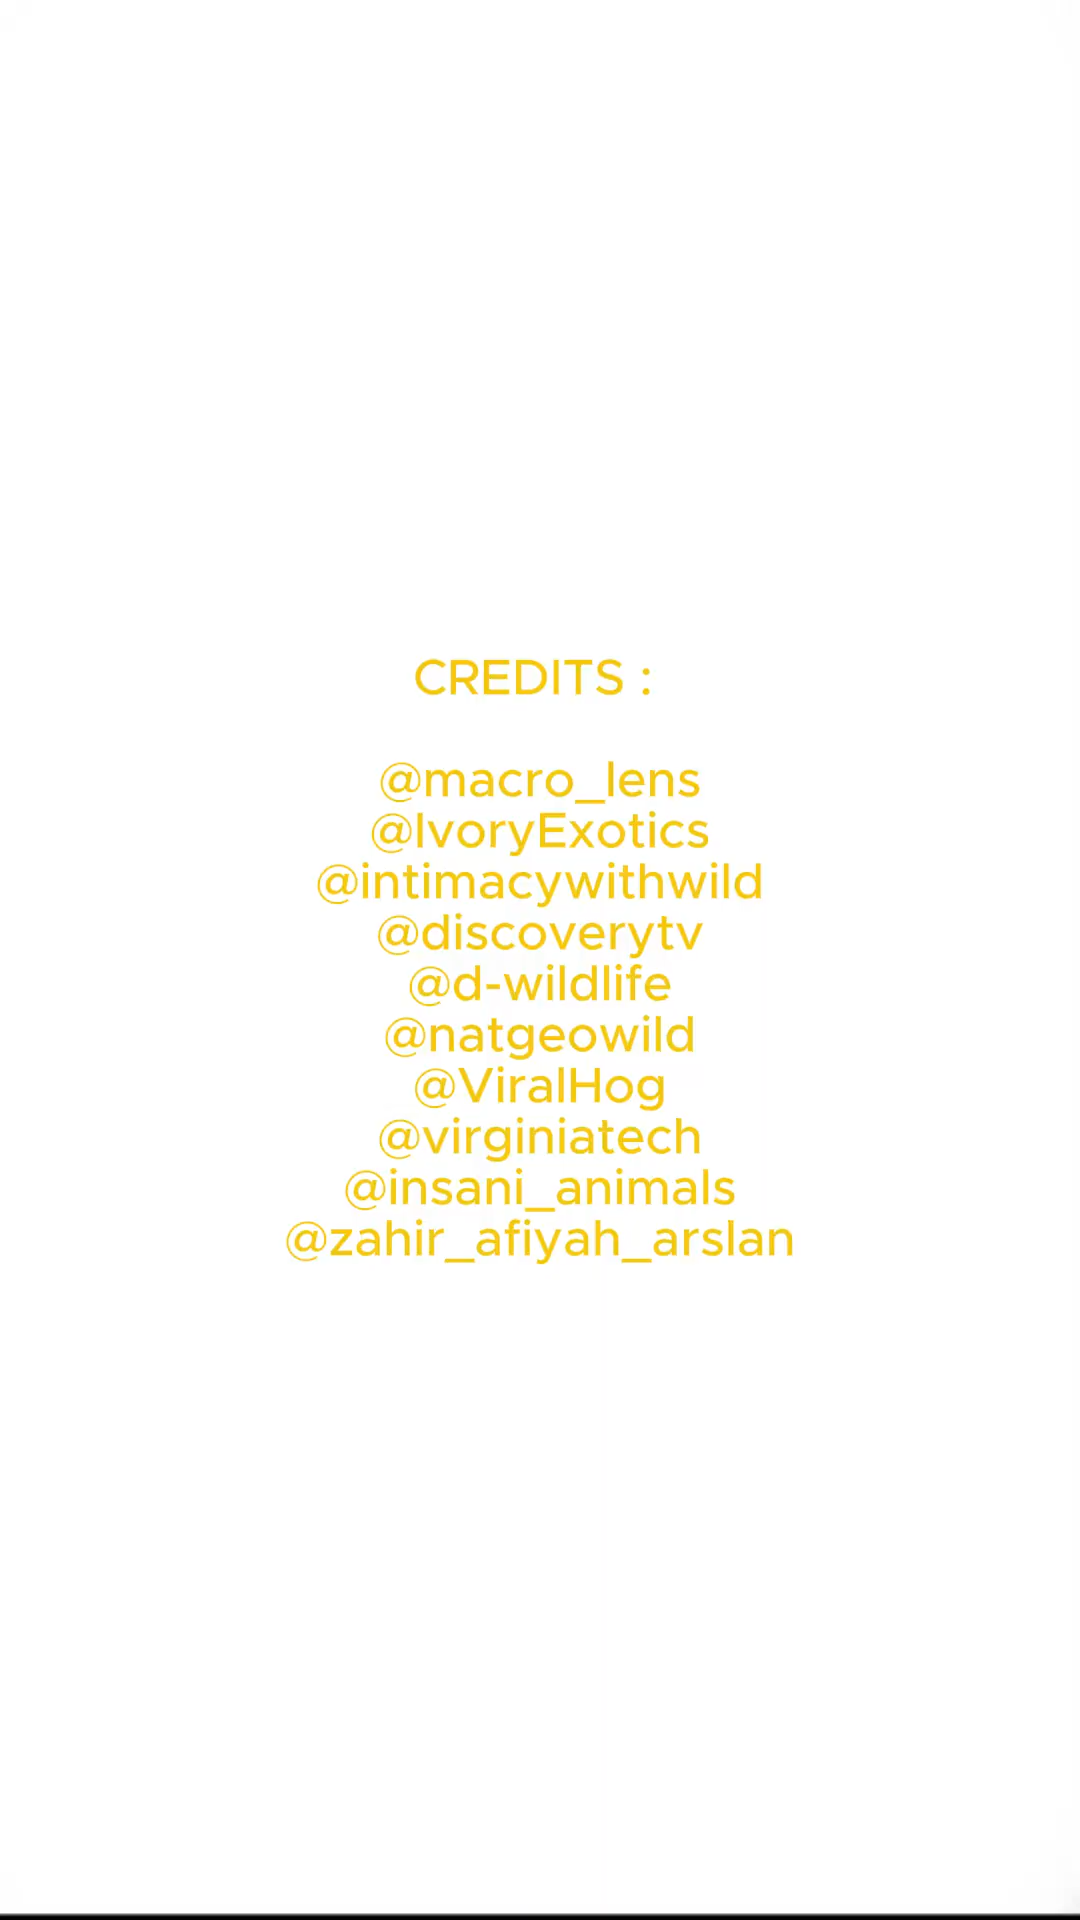 CREDITS :
@macro_lens
@IvoryExotics
@intimacywithwild
@discoverytv
@d-wildlife
@natgeowild
@ViralHog
@virginiatech
@insani_animals
@zahir_afiyah_arslan